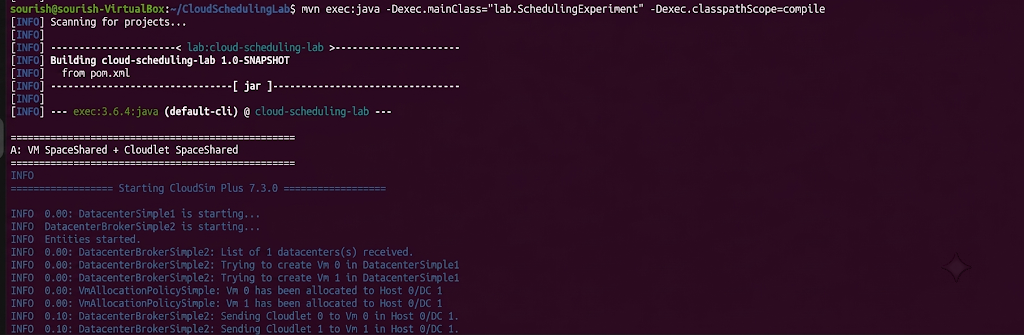 sourish@sourish-VirtualBox:~/CloudSchedulingLab$ mvn exec:java -Dexec.mainClass="lab.SchedulingExperiment" -Dexec.classpathScope=compile
[INFO] Scanning for projects...
[INFO]
[INFO] ----------------------< lab:cloud-scheduling-lab >----------------------
[INFO] Building cloud-scheduling-lab 1.0-SNAPSHOT
[INFO]   from pom.xml
[INFO] --------------------------------[ jar ]---------------------------------
[INFO]
[INFO] --- exec:3.6.4:java (default-cli) @ cloud-scheduling-lab ---
==================================================
A: VM SpaceShared + Cloudlet SpaceShared
==================================================
INFO
================== Starting CloudSim Plus 7.3.0 ==================
INFO  0.00: DatacenterSimple1 is starting...
INFO  DatacenterBrokerSimple2 is starting...
INFO  Entities started.
INFO  0.00: DatacenterBrokerSimple2: List of 1 datacenters(s) received.
INFO  0.00: DatacenterBrokerSimple2: Trying to create Vm 0 in DatacenterSimple1
INFO  0.00: DatacenterBrokerSimple2: Trying to create Vm 1 in DatacenterSimple1
INFO  0.00: VmAllocationPolicySimple: Vm 0 has been allocated to Host 0/DC 1
INFO  0.00: VmAllocationPolicySimple: Vm 1 has been allocated to Host 0/DC 1
INFO  0.10: DatacenterBrokerSimple2: Sending Cloudlet 0 to Vm 0 in Host 0/DC 1.
INFO  0.10: DatacenterBrokerSimple2: Sending Cloudlet 1 to Vm 1 in Host 0/DC 1.